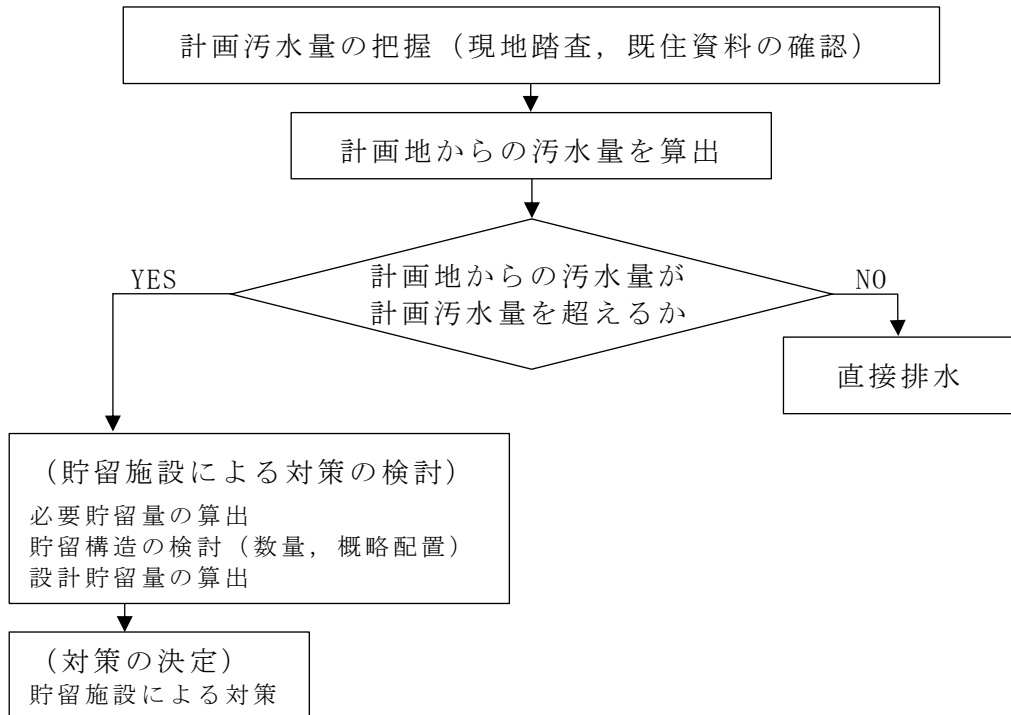 計画汚水量の把握（現地踏査，既住資料の確認）
計画地からの汚水量を算出
計画地からの汚水量が
計画汚水量を超えるか
YES
NO
直接排水
（貯留施設による対策の検討）
必要貯留量の算出
貯留構造の検討（数量，概略配置）
設計貯留量の算出
（対策の決定）
貯留施設による対策